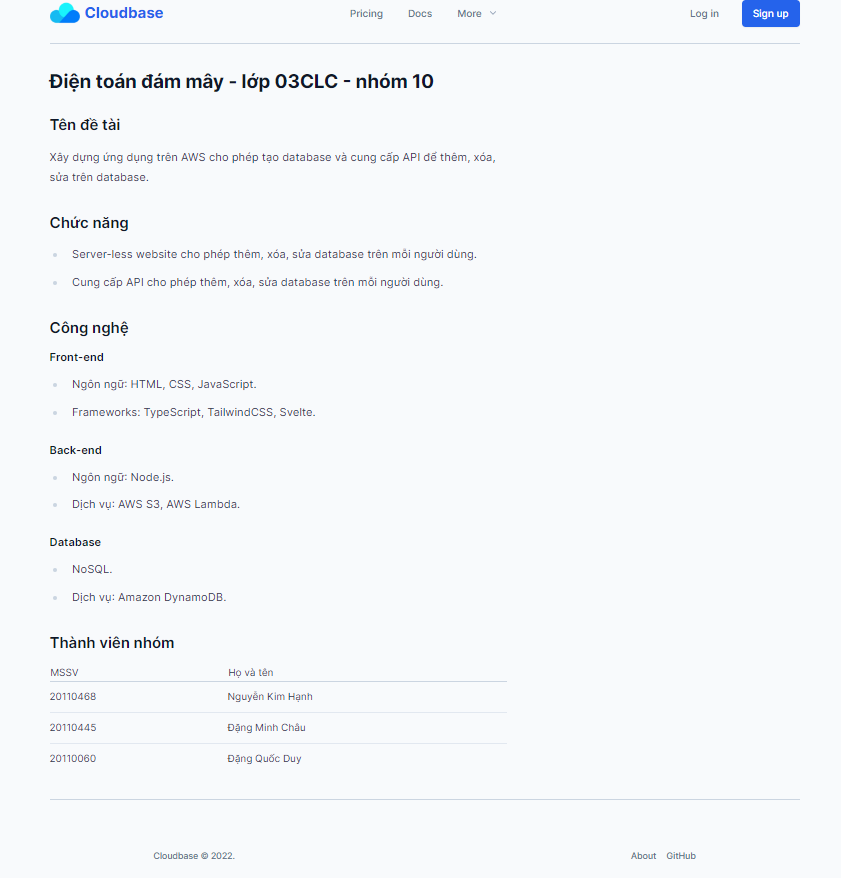 Cloudbase Pricing Docs More Log in Sign up
Điện toán đám mây - lớp 03CLC - nhóm 10
Tên đề tài
Xây dựng ứng dụng trên AWS cho phép tạo database và cung cấp API để thêm, xóa,
sửa trên database.
Chức năng
Server-less website cho phép thêm, xóa, sửa database trên mỗi người dùng.
Cung cấp API cho phép thêm, xóa, sửa database trên mỗi người dùng.
Công nghệ
Front-end
Ngôn ngữ: HTML, CSS, JavaScript.
Frameworks: TypeScript, TailwindCSS, Svelte.
Back-end
Ngôn ngữ: Node.js.
Dịch vụ: AWS S3, AWS Lambda.
Database
NoSQL.
Dịch vụ: Amazon DynamoDB.
Thành viên nhóm
MSSV Họ và tên
20110468 Nguyễn Kim Hạnh
20110445 Đặng Minh Châu
20110060 Đặng Quốc Duy
Cloudbase © 2022. About GitHub